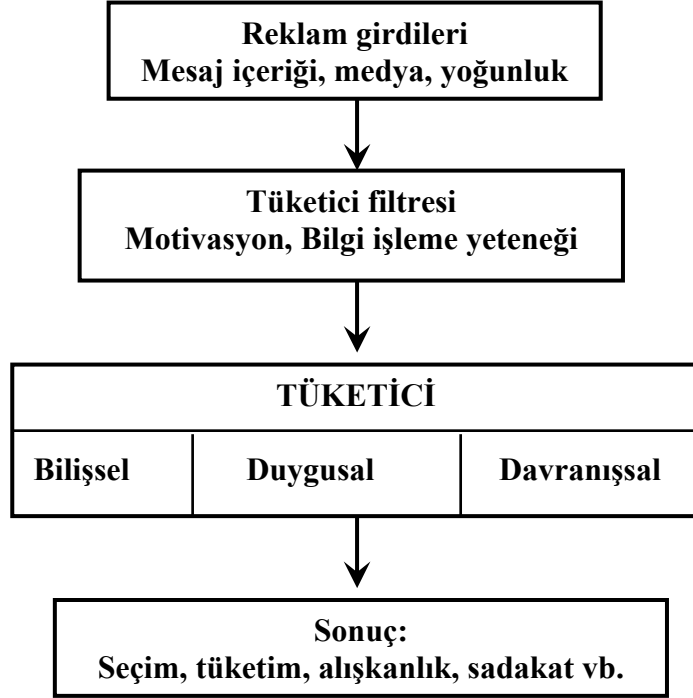 Reklam girdileri
Mesaj içeriği, medya, yoğunluk
Tüketici filtresi
Motivasyon, Bilgi işleme yeteneği
TÜKETİCİ
Bilişsel Duygusal Davranışsal
Sonuç:
Seçim, tüketim, alışkanlık, sadakat vb.